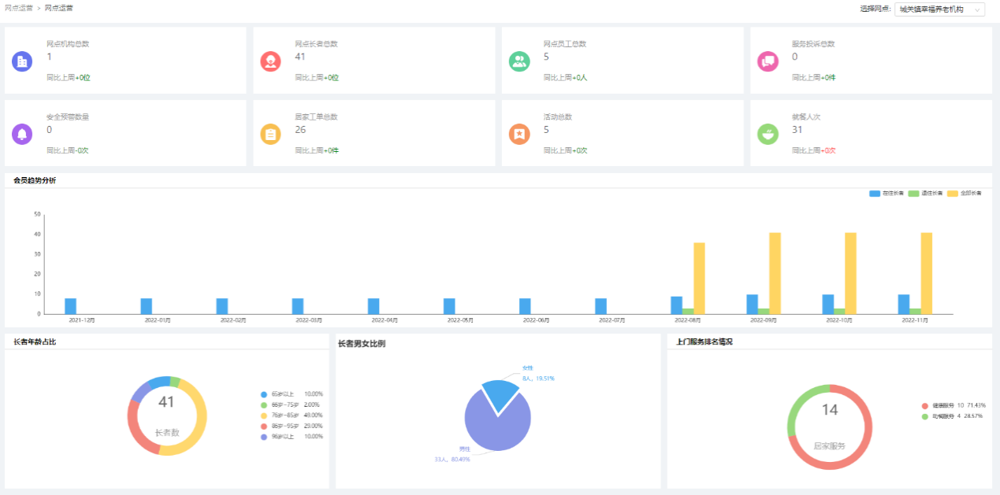 网点运营 > 网点运营
选择网点: 城关镇幸福养老机构
网点机构总数
1
同比上周+0位
网点长者总数
41
同比上周+0位
网点员工总数
5
同比上周+0人
服务投诉总数
0
同比上周+0件
安全预警数量
0
同比上周-0次
居家工单总数
26
同比上周+0件
活动总数
5
同比上周+0次
就餐人次
31
同比上周+0次
会员趋势分析
在住长者 退住长者 全部长者
50
40
30
20
10
0
2021-12月 2022-01月 2022-02月 2022-03月 2022-04月 2022-05月 2022-06月 2022-07月 2022-08月 2022-09月 2022-10月 2022-11月
长者年龄占比
41
长者数
65岁以上 10.00%
66岁-75岁 2.00%
76岁-85岁 49.00%
86岁-95岁 29.00%
96岁以上 10.00%
长者男女比例
女性
8人, 19.51%
男性
33人, 80.49%
上门服务排名情况
14
居家服务
健康服务 10 71.43%
助餐服务 4 28.57%